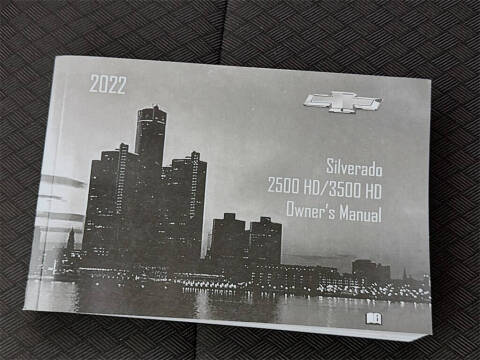 2022
Silverado
2500 HD/3500 HD
Owner's Manual